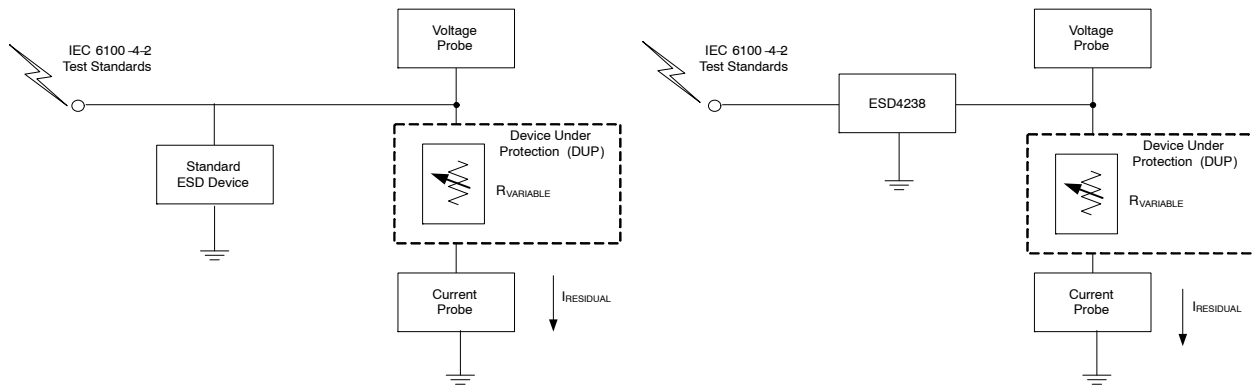 Voltage
Probe
IEC 6100 -4-2
Test Standards
Standard
ESD Device
Device Under
Protection (DUP)
RVARIABLE
Current
Probe
IRESIDUAL
Voltage
Probe
IEC 6100 -4-2
Test Standards
ESD4238
Device Under
Protection (DUP)
RVARIABLE
Current
Probe
IRESIDUAL